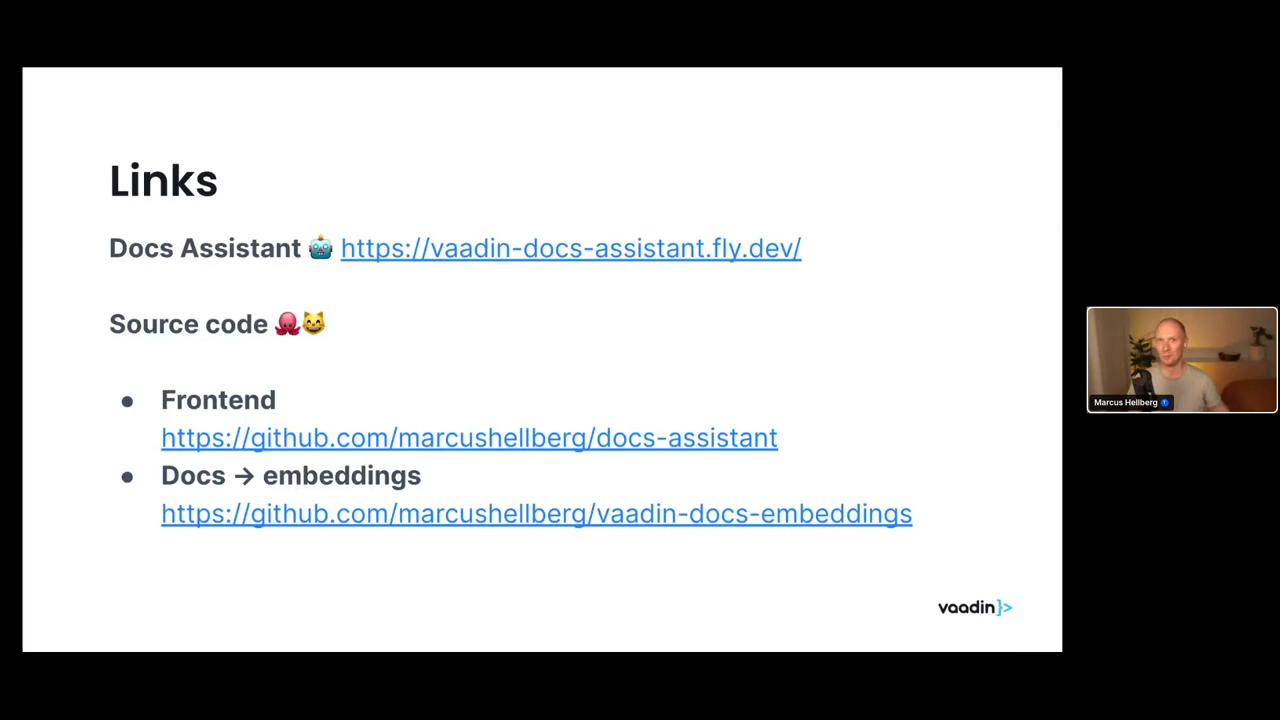 Links
Docs Assistant 🤖 https://vaadin-docs-assistant.fly.dev/
Source code 🐙😸
● Frontend
https://github.com/marcushellberg/docs-assistant
● Docs → embeddings
https://github.com/marcushellberg/vaadin-docs-embeddings
vaadin}>
Marcus Hellberg